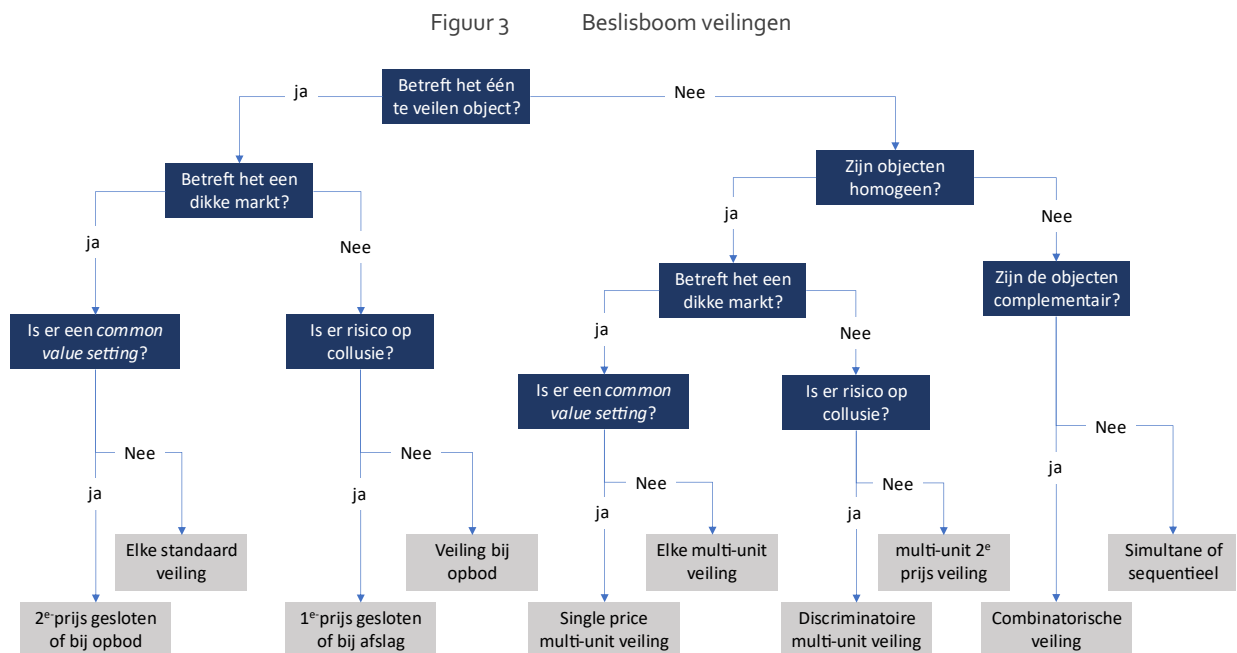 Figuur 3 Beslisboom veilingen
Betreft het één
te veilen object?
ja
Nee
Betreft het een
dikke markt?
Zijn objecten
homogeen?
ja
Nee
ja
Nee
Betreft het een
dikke markt?
Zijn de objecten
complementair?
Is er een common
value setting?
Is er risico op
collusie?
ja
Nee
Is er een common
value setting?
Is er risico op
collusie?
Nee
ja
Nee
ja
Nee
ja
Nee
ja
Nee
ja
Elke standaard
veiling
Veiling bij
opbod
Elke multi-unit
veiling
multi-unit 2e
prijs veiling
Simultane of
sequentieel
2e-prijs gesloten
of bij opbod
1e-prijs gesloten
of bij afslag
Single price
multi-unit veiling
Discriminatoire
multi-unit veiling
Combinatorische
veiling